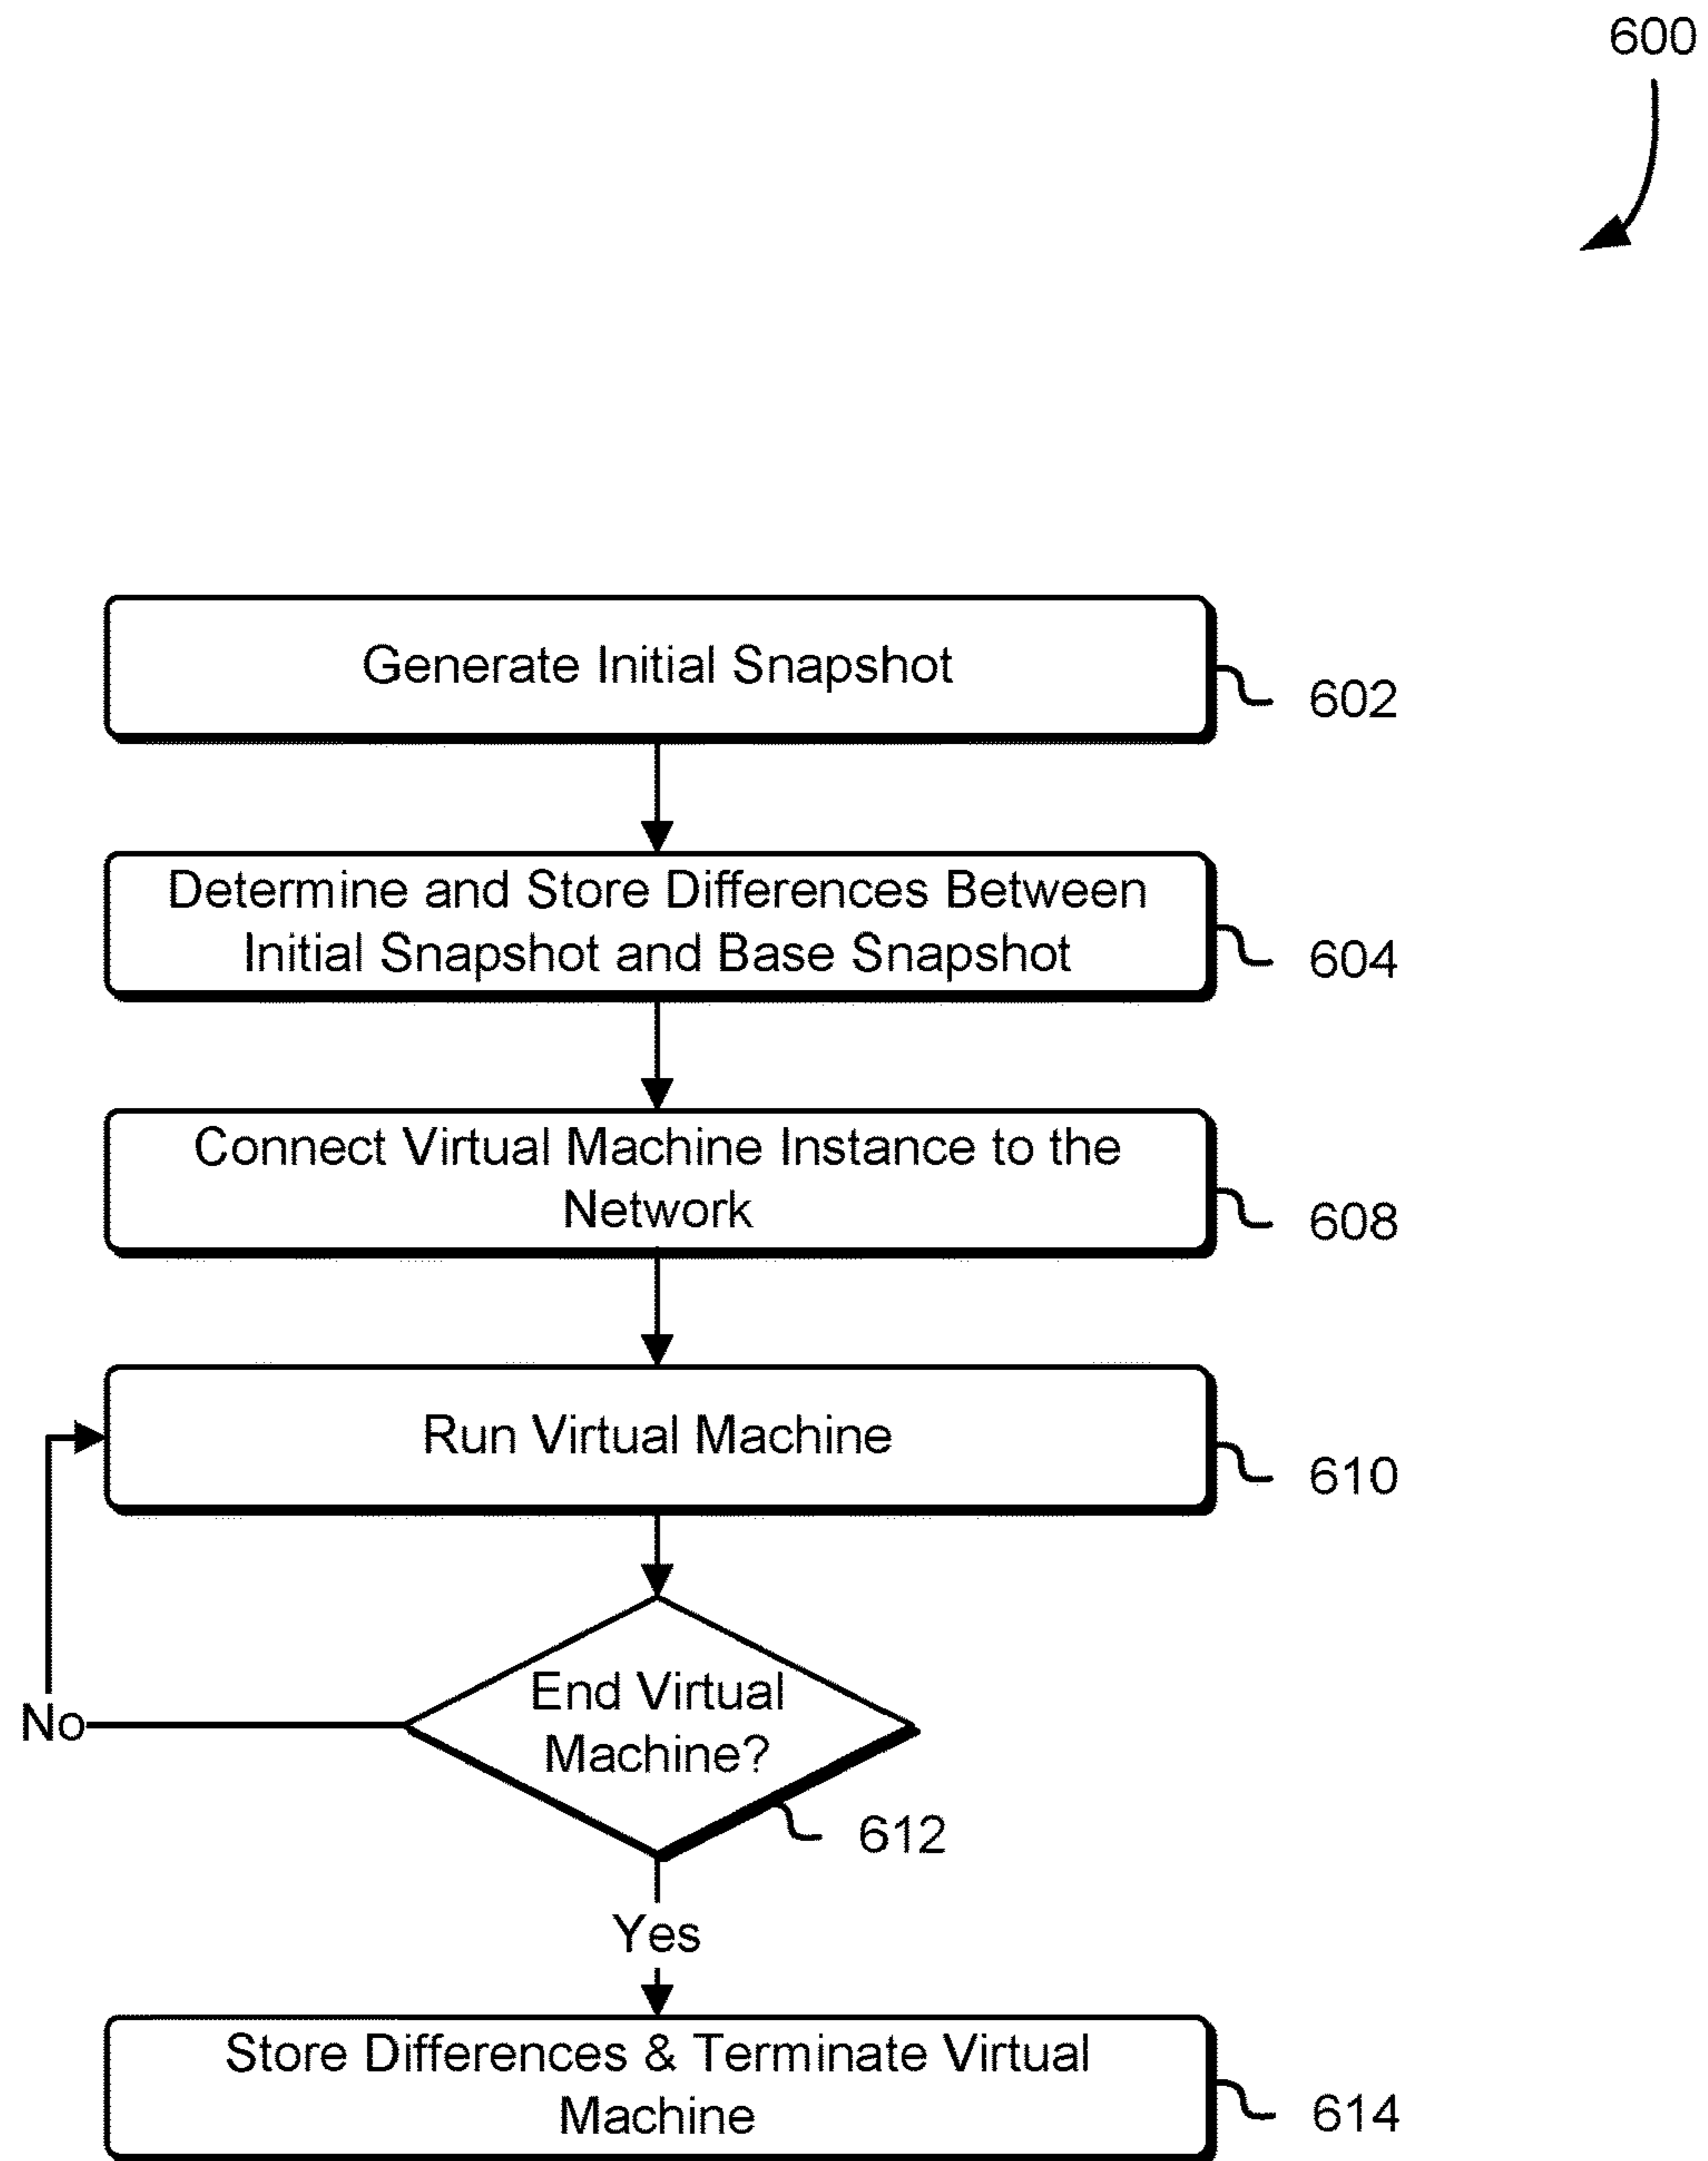 600
Generate Initial Snapshot
602
Determine and Store Differences Between
Initial Snapshot and Base Snapshot
604
Connect Virtual Machine Instance to the
Network
608
Run Virtual Machine
610
End Virtual
Machine?
No
612
Yes
Store Differences & Terminate Virtual
Machine
614